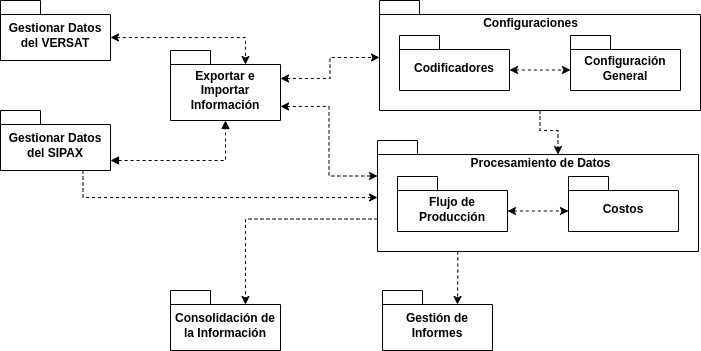 Gestionar Datos
del VERSAT
Exportar e
Importar
Información
Configuraciones
Codificadores
Configuración
General
Gestionar Datos
del SIPAX
Procesamiento de Datos
Flujo de
Producción
Costos
Consolidación de
la Información
Gestión de
Informes